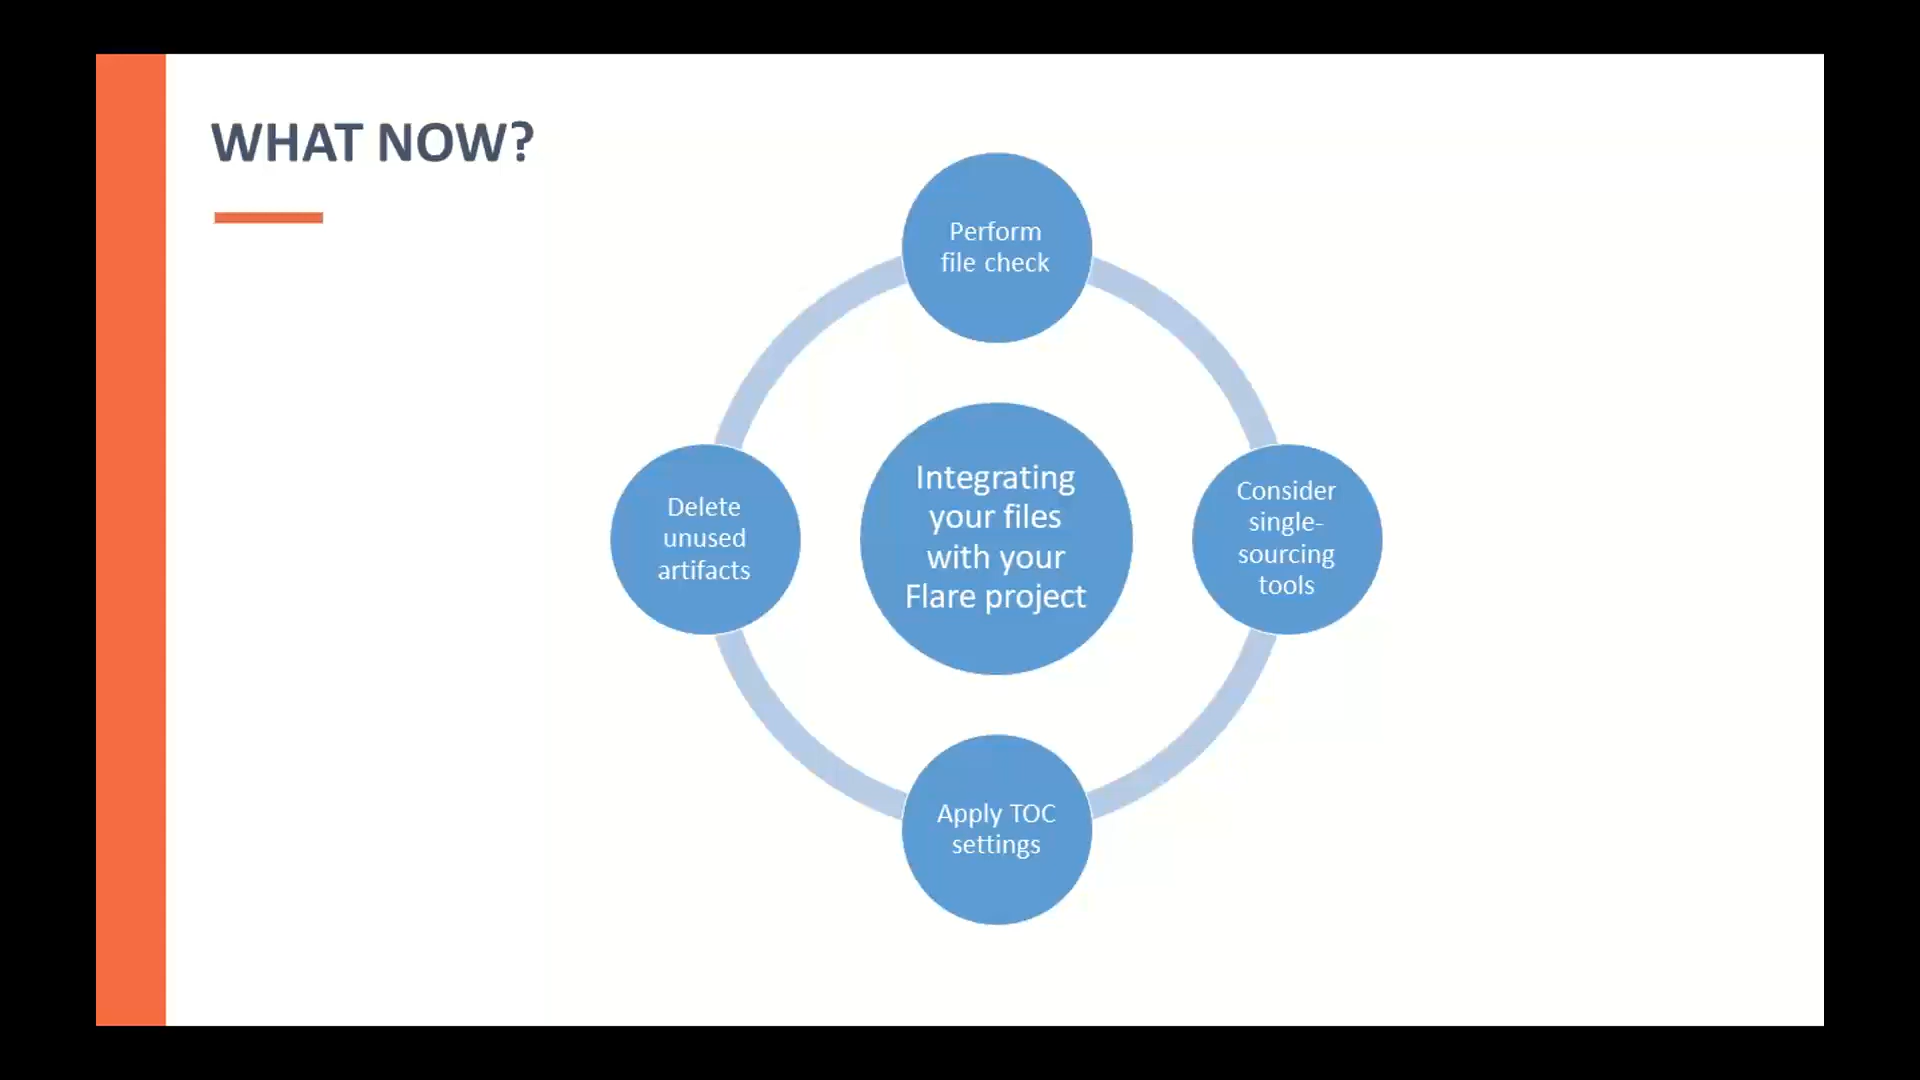 WHAT NOW?
Perform
file check
Integrating
your files
with your
Flare project
Delete
unused
artifacts
Consider
single-
sourcing
tools
Apply TOC
settings